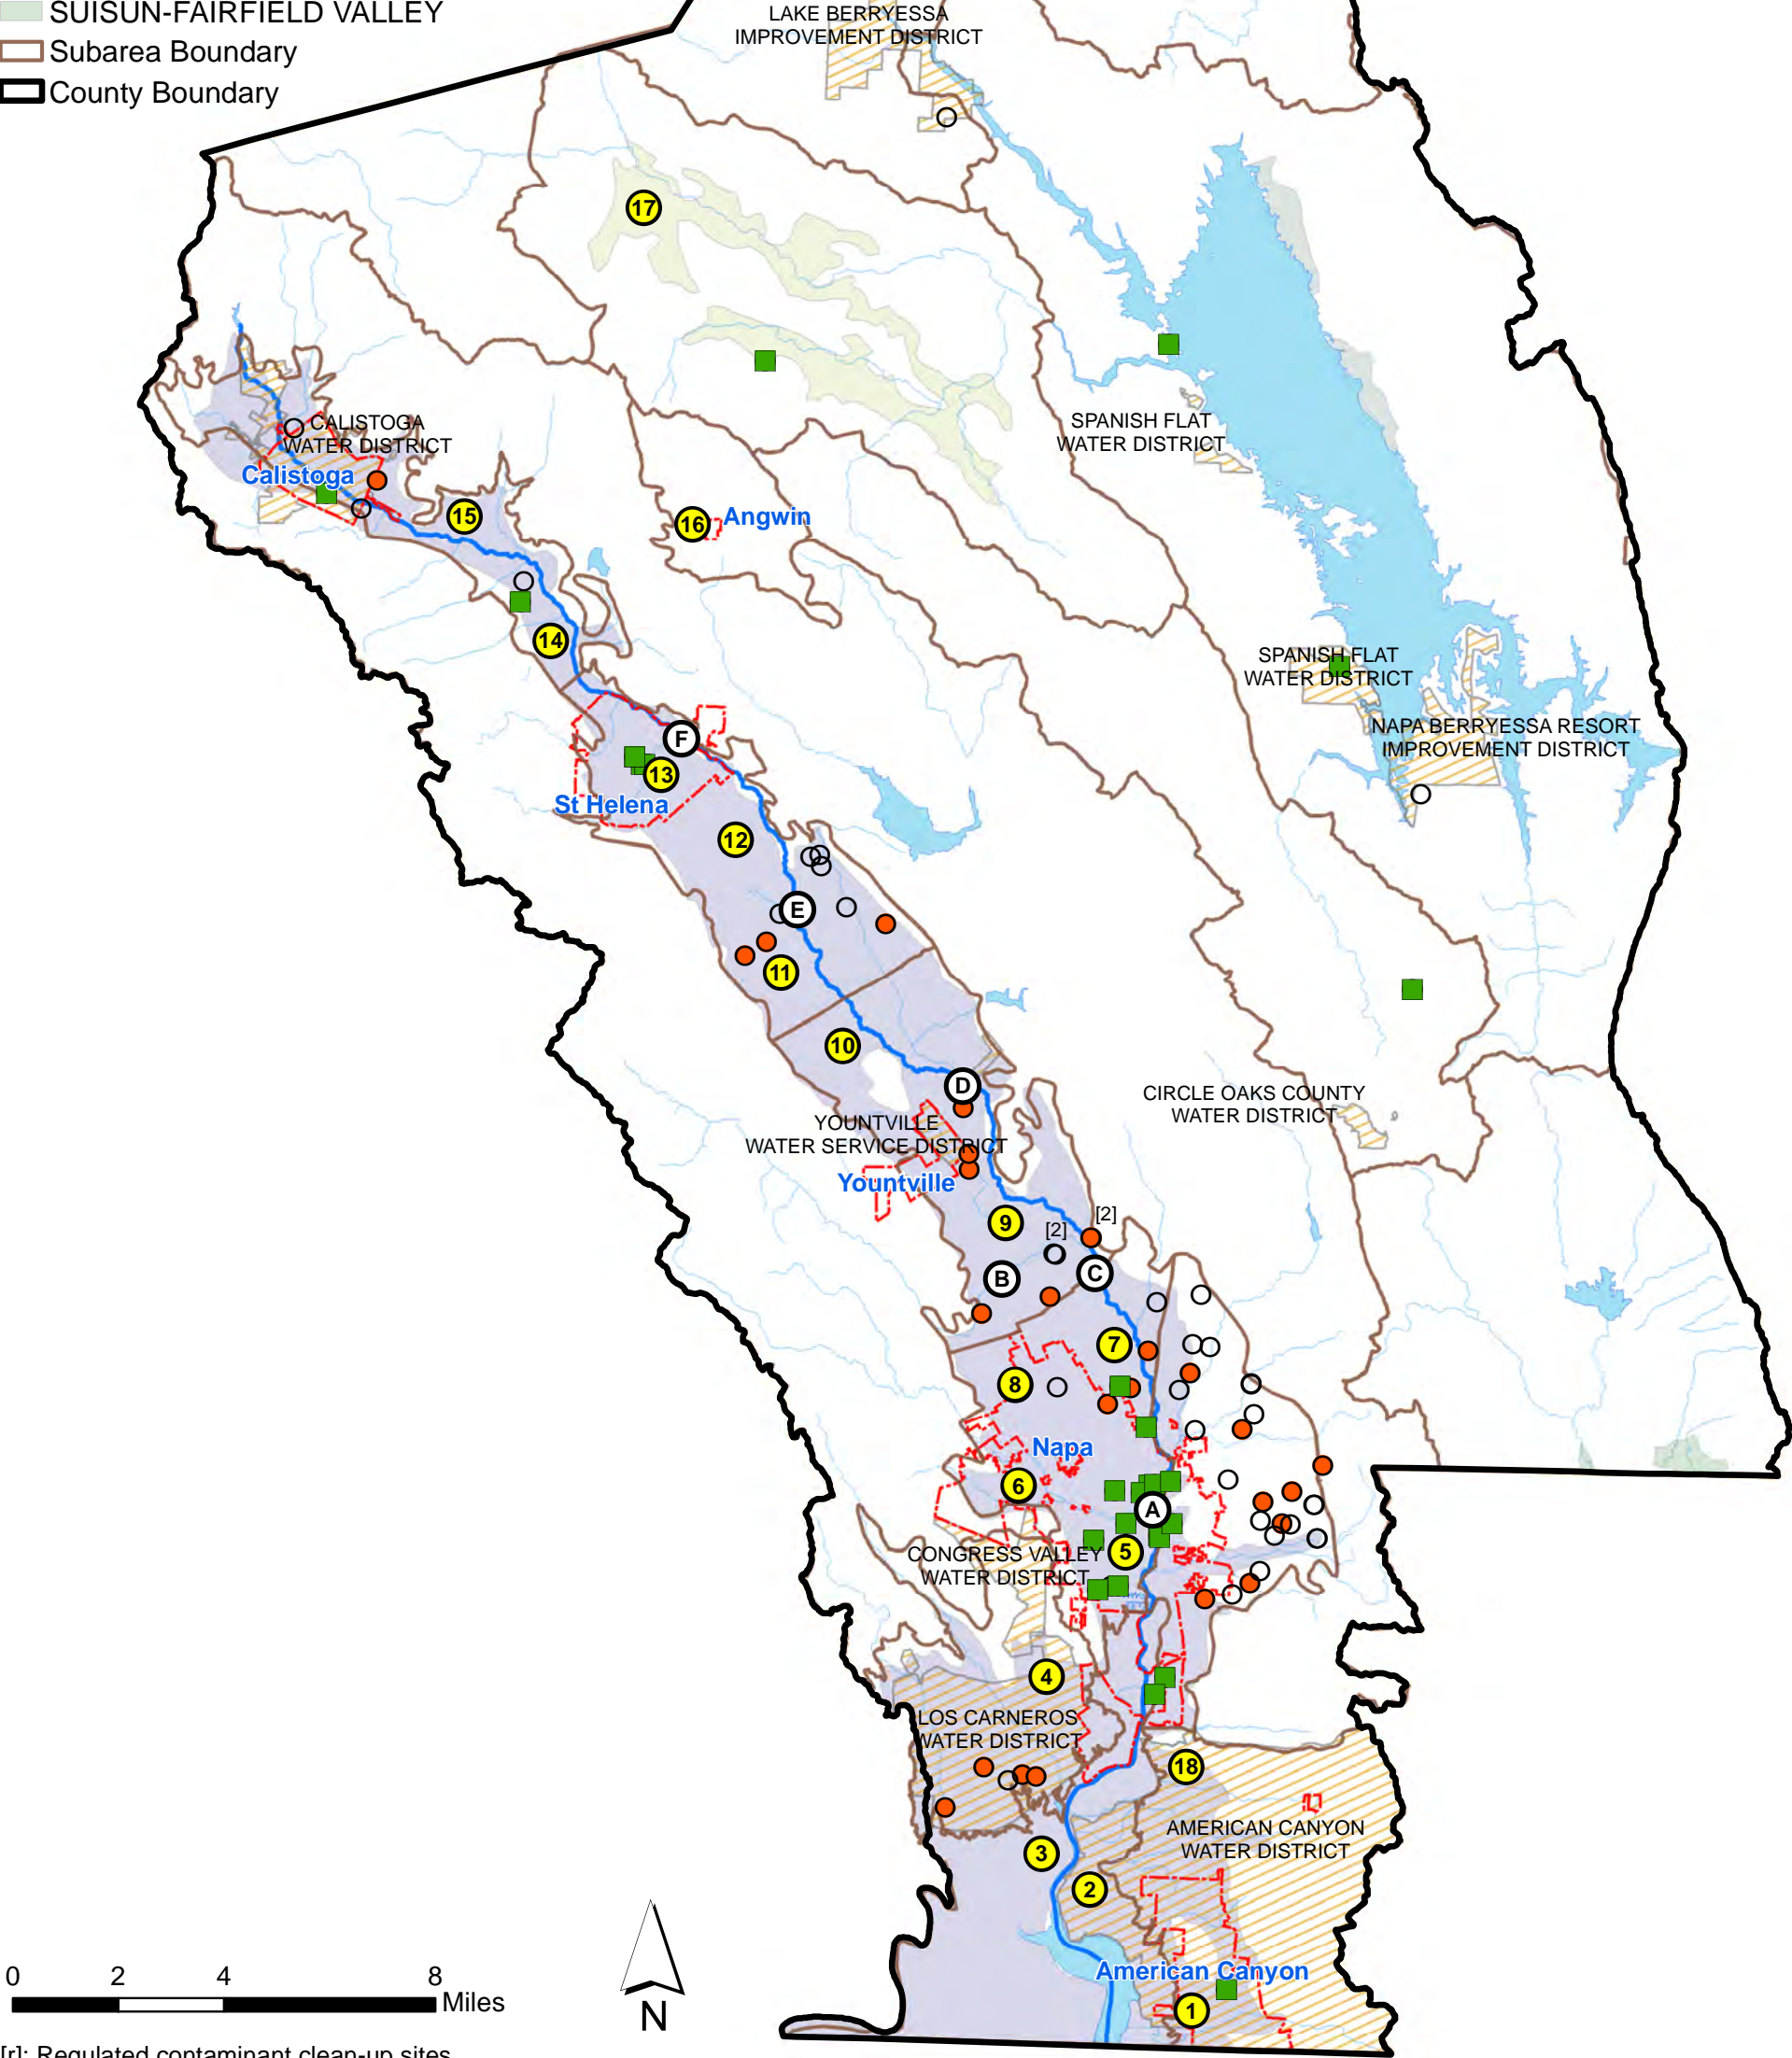 SUISUN-FAIRFIELD VALLEY
Subarea Boundary
County Boundary
LAKE BERRYESSA
IMPROVEMENT DISTRICT
17
CALISTOGA
WATER DISTRICT
Calistoga
15
16
Angwin
SPANISH FLAT
WATER DISTRICT
14
SPANISH FLAT
WATER DISTRICT
NAPA BERRYESSA RESORT
IMPROVEMENT DISTRICT
F
13
St Helena
12
E
11
10
D
CIRCLE OAKS COUNTY
WATER DISTRICT
YOUNTVILLE
WATER SERVICE DISTRICT
Yountville
9
[2]
[2]
B
C
7
8
Napa
6
A
5
CONGRESS VALLEY
WATER DISTRICT
4
LOS CARNEROS
WATER DISTRICT
18
AMERICAN CANYON
WATER DISTRICT
3
2
American Canyon
1
0 2 4 8
Miles
N
[r]: Regulated contaminant clean-up sites